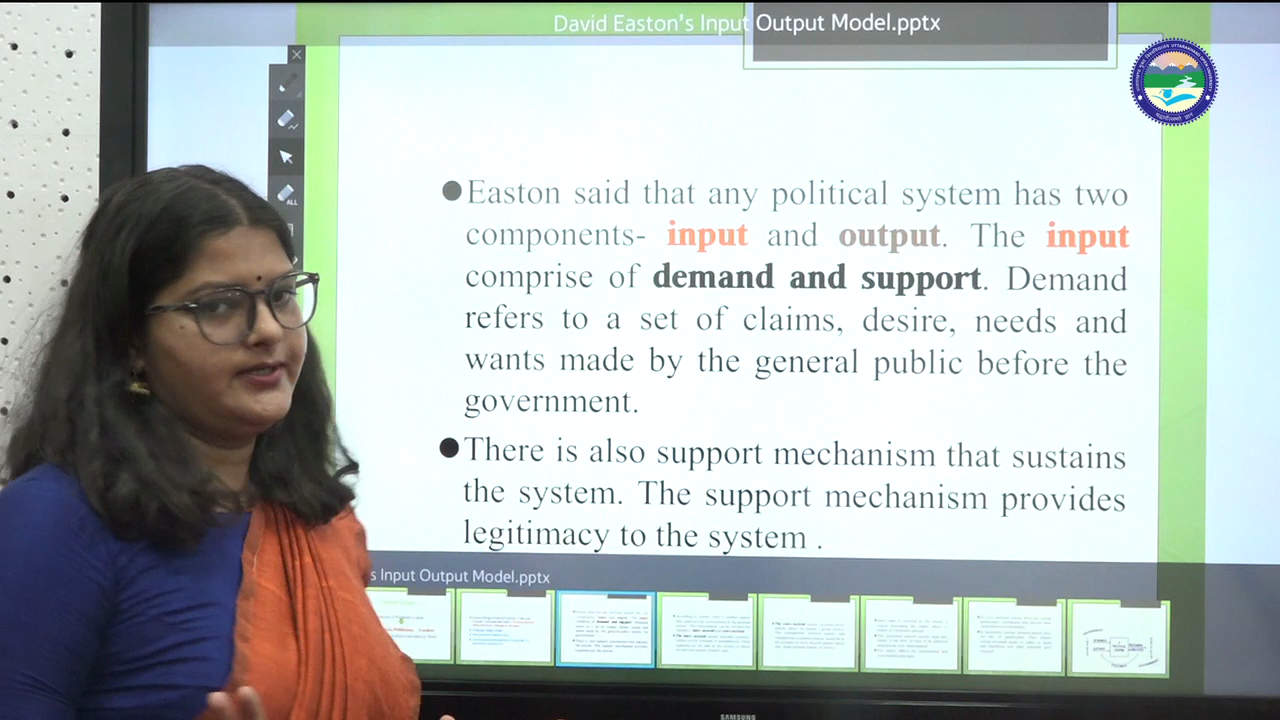 David Easton's Input Output Model.pptx
ALL
●Easton said that any political system has two
components- input and output. The input
comprise of demand and support. Demand
refers to a set of claims, desire, needs and
wants made by the general public before the
government.
●There is also support mechanism that sustains
the system. The support mechanism provides
legitimacy to the system .
s Input Output Model.pptx
SAMSUNG